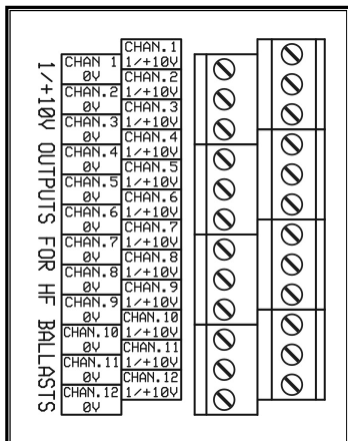 1/+10V OUTPUTS FOR HF BALLASTS
CHAN 1
0V
CHAN.2
0V
CHAN.3
0V
CHAN.4
0V
CHAN.5
0V
CHAN.6
0V
CHAN.7
0V
CHAN.8
0V
CHAN.9
0V
CHAN.10
0V
CHAN.11
0V
CHAN.12
0V
CHAN.1
1/+10V
CHAN.2
1/+10V
CHAN.3
1/+10V
CHAN.4
1/+10V
CHAN.5
1/+10V
CHAN.6
1/+10V
CHAN.7
1/+10V
CHAN.8
1/+10V
CHAN.9
1/+10V
CHAN.10
1/+10V
CHAN.11
1/+10V
CHAN.12
1/+10V